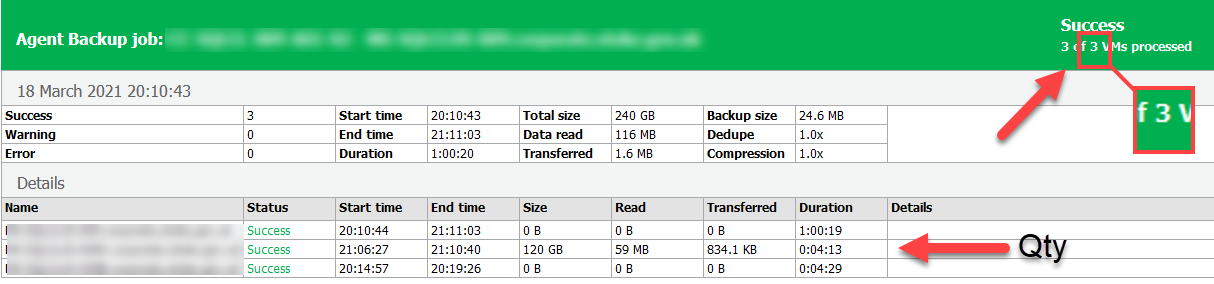 Success
Agent Backup job:
3 of 3 VMs processed
f 3 V
18 March 2021 20:10:43
Success 3 Start time 20:10:43 Total size 240 GB Backup size 24.6 MB
Warning 0 End time 21:11:03 Data read 116 MB Dedupe 1.0x
Error 0 Duration 1:00:20 Transferred 1.6 MB Compression 1.0x
Details
Name Status Start time End time Size Read Transferred Duration Details
Success 20:10:44 21:11:03 0 B 0 B 0 B 1:00:19
Success 21:06:27 21:10:40 120 GB 59 MB 834.1 KB 0:04:13
Qty
Success 20:14:57 20:19:26 0 B 0 B 0 B 0:04:29